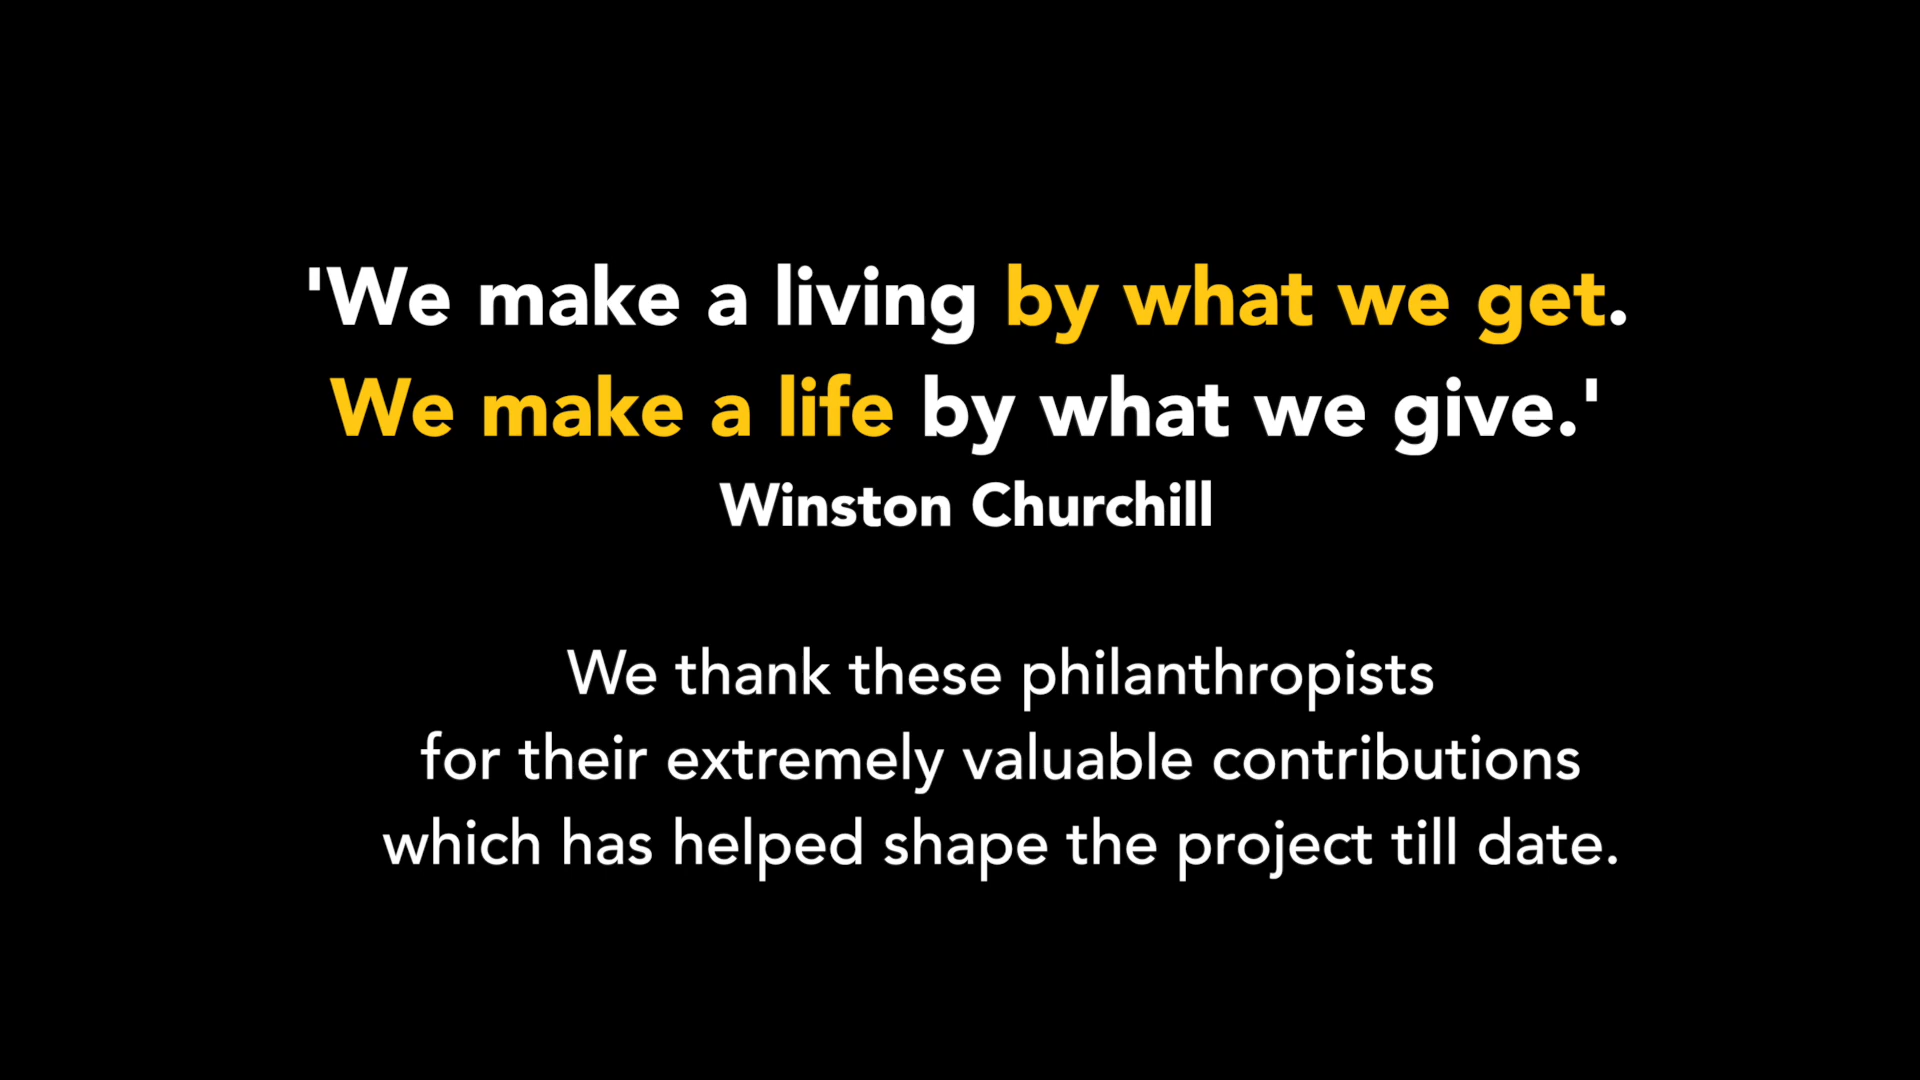 'We make a living by what we get.
We make a life by what we give.'
Winston Churchill
We thank these philanthropists
for their extremely valuable contributions
which has helped shape the project till date.